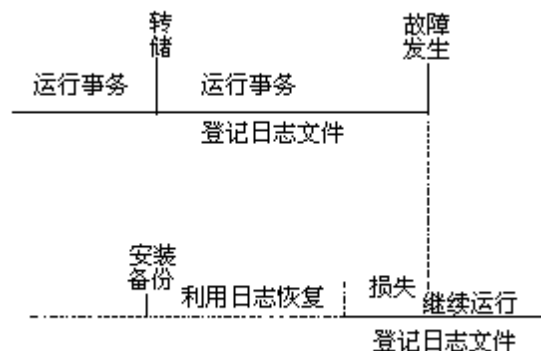 转储
故障发生
运行事务
运行事务
登记日志文件
安装备份
利用日志恢复
损失
继续运行
登记日志文件